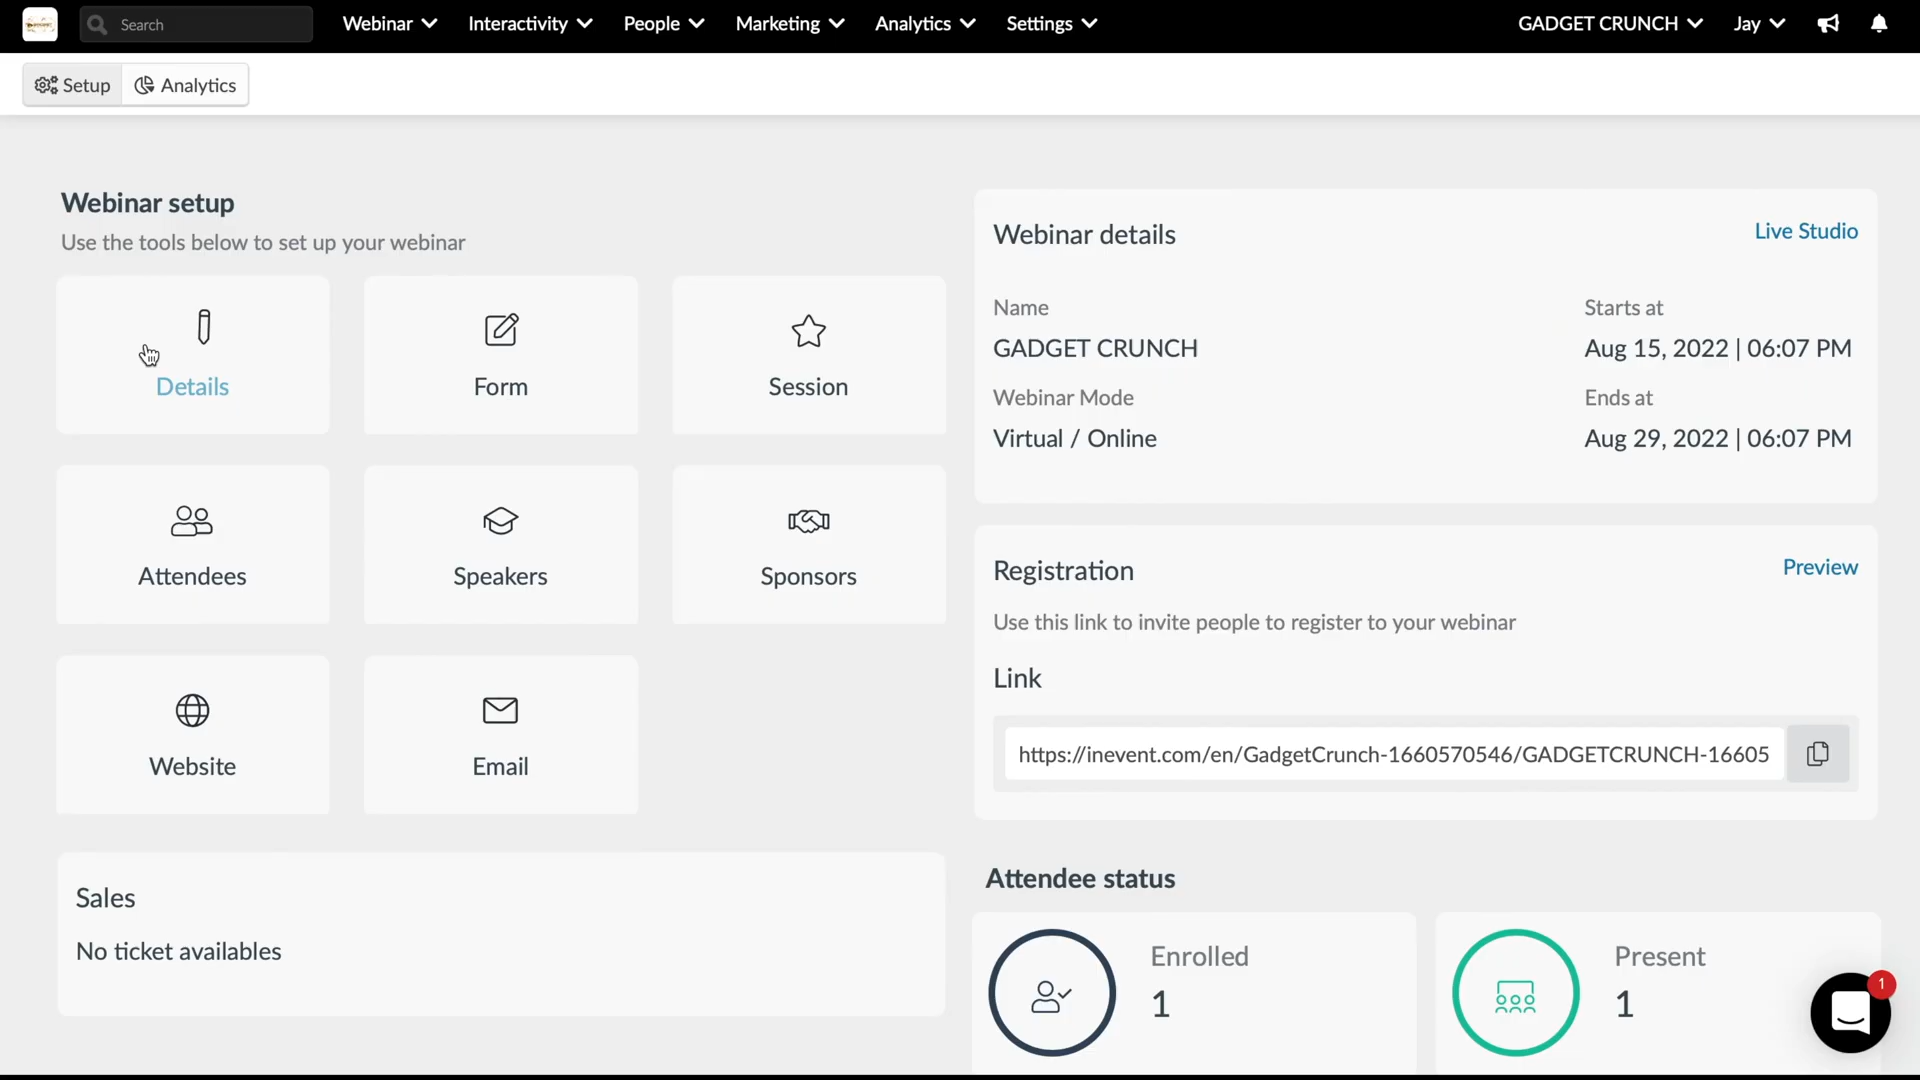 Search
Webinar
Interactivity
People
Marketing
Analytics
Settings
GADGET CRUNCH
Jay
Setup
Analytics
Webinar setup
Use the tools below to set up your webinar
Details
Form
Session
Attendees
Speakers
Sponsors
Website
Email
Sales
No ticket availables
Webinar details
Live Studio
Name
Starts at
GADGET CRUNCH
Aug 15, 2022 | 06:07 PM
Webinar Mode
Ends at
Virtual / Online
Aug 29, 2022 | 06:07 PM
Registration
Preview
Use this link to invite people to register to your webinar
Link
https://inevent.com/en/GadgetCrunch-1660570546/GADGETCRUNCH-16605
Attendee status
Enrolled
1
Present
1
1